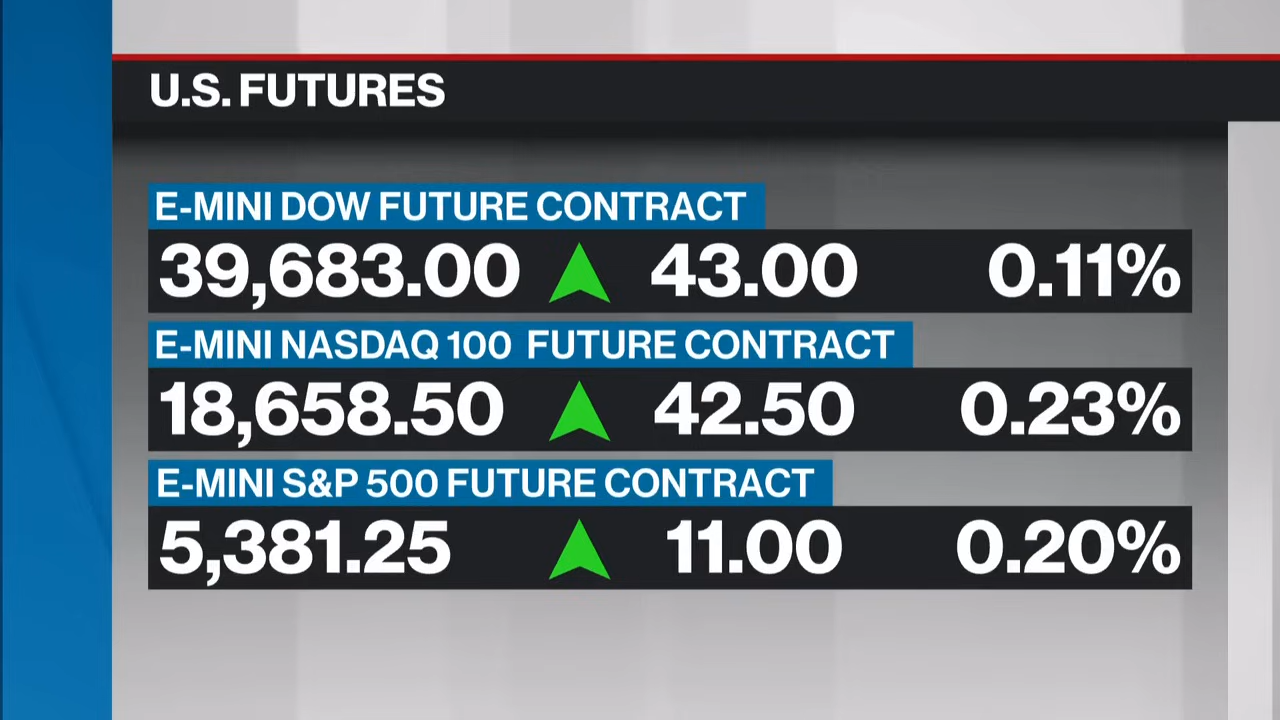 U.S. FUTURES
E-MINI DOW FUTURE CONTRACT
39,683.00 ▲ 43.00 0.11%
E-MINI NASDAQ 100 FUTURE CONTRACT
18,658.50 ▲ 42.50 0.23%
E-MINI S&P 500 FUTURE CONTRACT
5,381.25 ▲ 11.00 0.20%